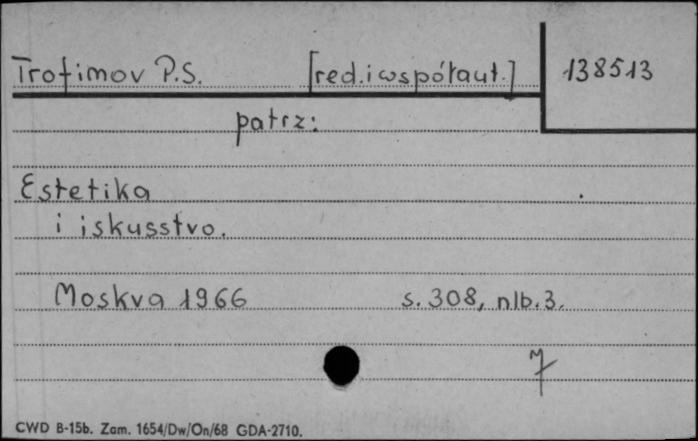 Trofimov P.S. [red. i współaut.] 138513
patrz:
Estetika
i iskusstvo.
Moskva 1966 s. 308, nlb. 3.
CWD B-15b. Zam. 1654/Dw/On/68 GDA-2710.